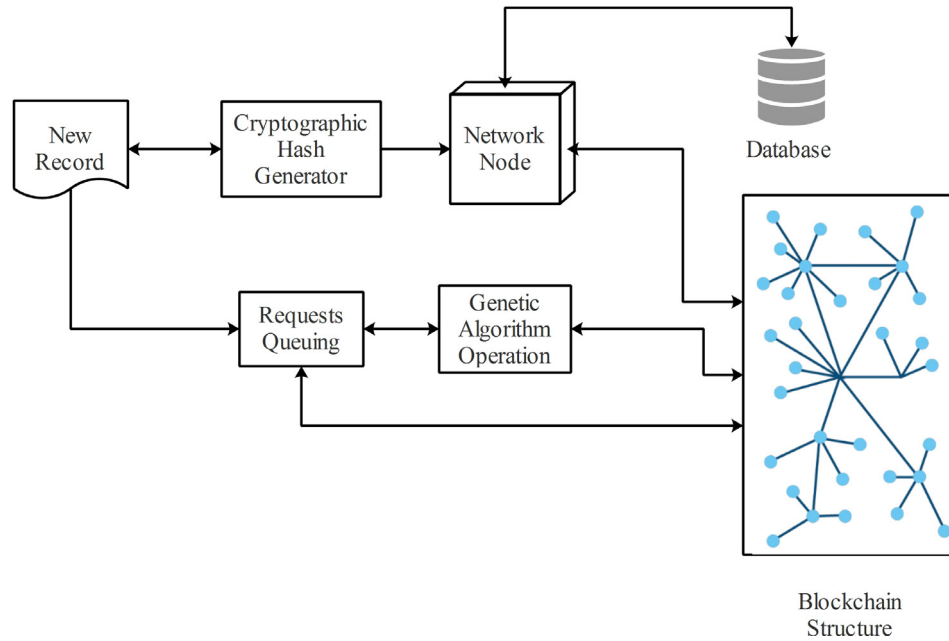 New
Record
Cryptographic
Hash
Generator
Network
Node
Database
Requests
Queuing
Genetic
Algorithm
Operation
Blockchain
Structure